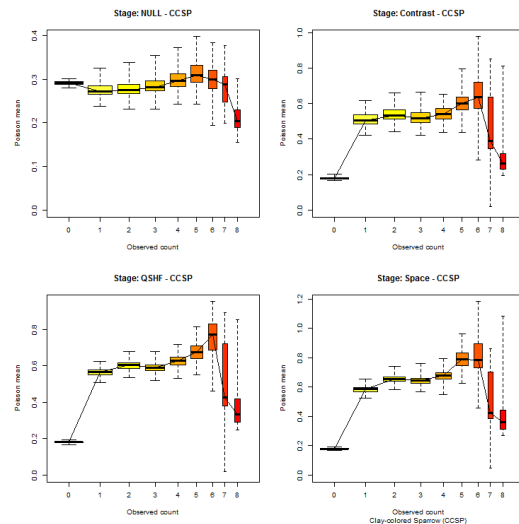 Stage: NULL - CCSP
Poisson mean
0.0 0.1 0.2 0.3 0.4
0 1 2 3 4 5 6 7 8
Observed count
Stage: Contrast - CCSP
Poisson mean
0.0 0.2 0.4 0.6 0.8 1.0
0 1 2 3 4 5 6 7 8
Observed count
Stage: QSHF - CCSP
Poisson mean
0.0 0.2 0.4 0.6 0.8
0 1 2 3 4 5 6 7 8
Observed count
Stage: Space - CCSP
Poisson mean
0.0 0.2 0.4 0.6 0.8 1.0 1.2
0 1 2 3 4 5 6 7 8
Observed count
Clay-colored Sparrow (CCSP)